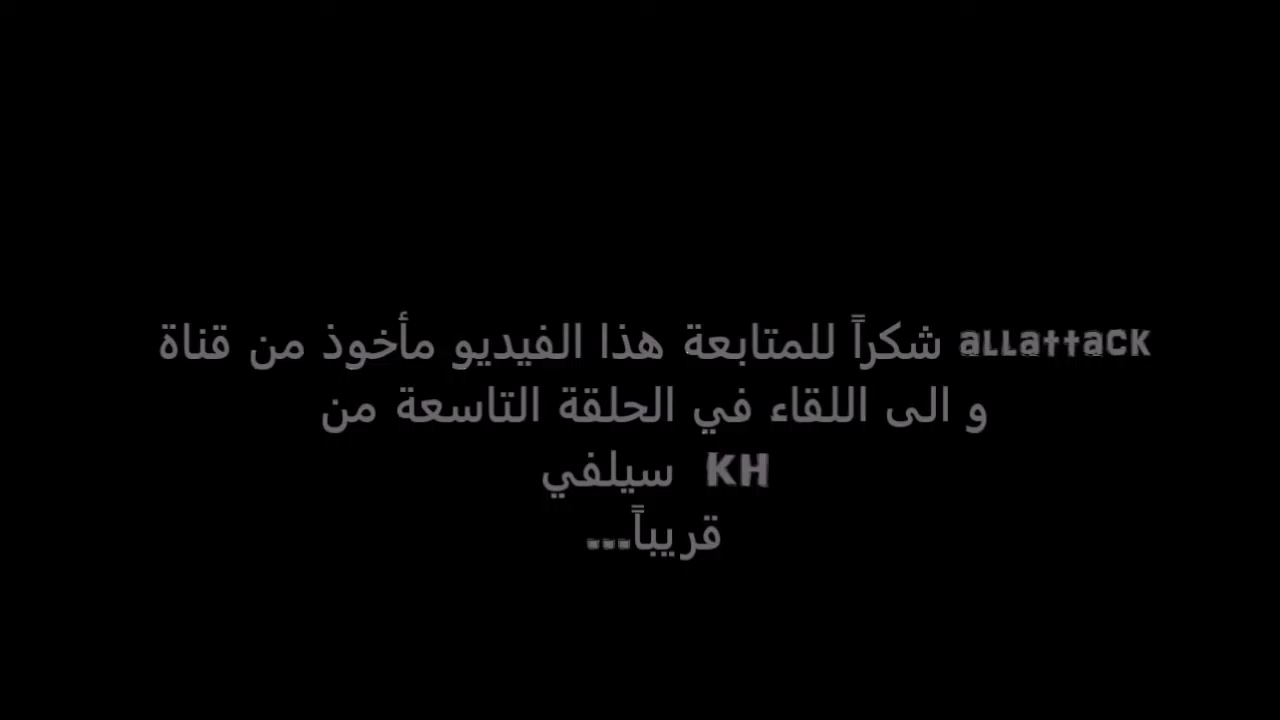 allattack شكراً للمتابعة هذا الفيديو مأخوذ من قناة
و الى اللقاء في الحلقة التاسعة من
KH سيلفي
قريباً...